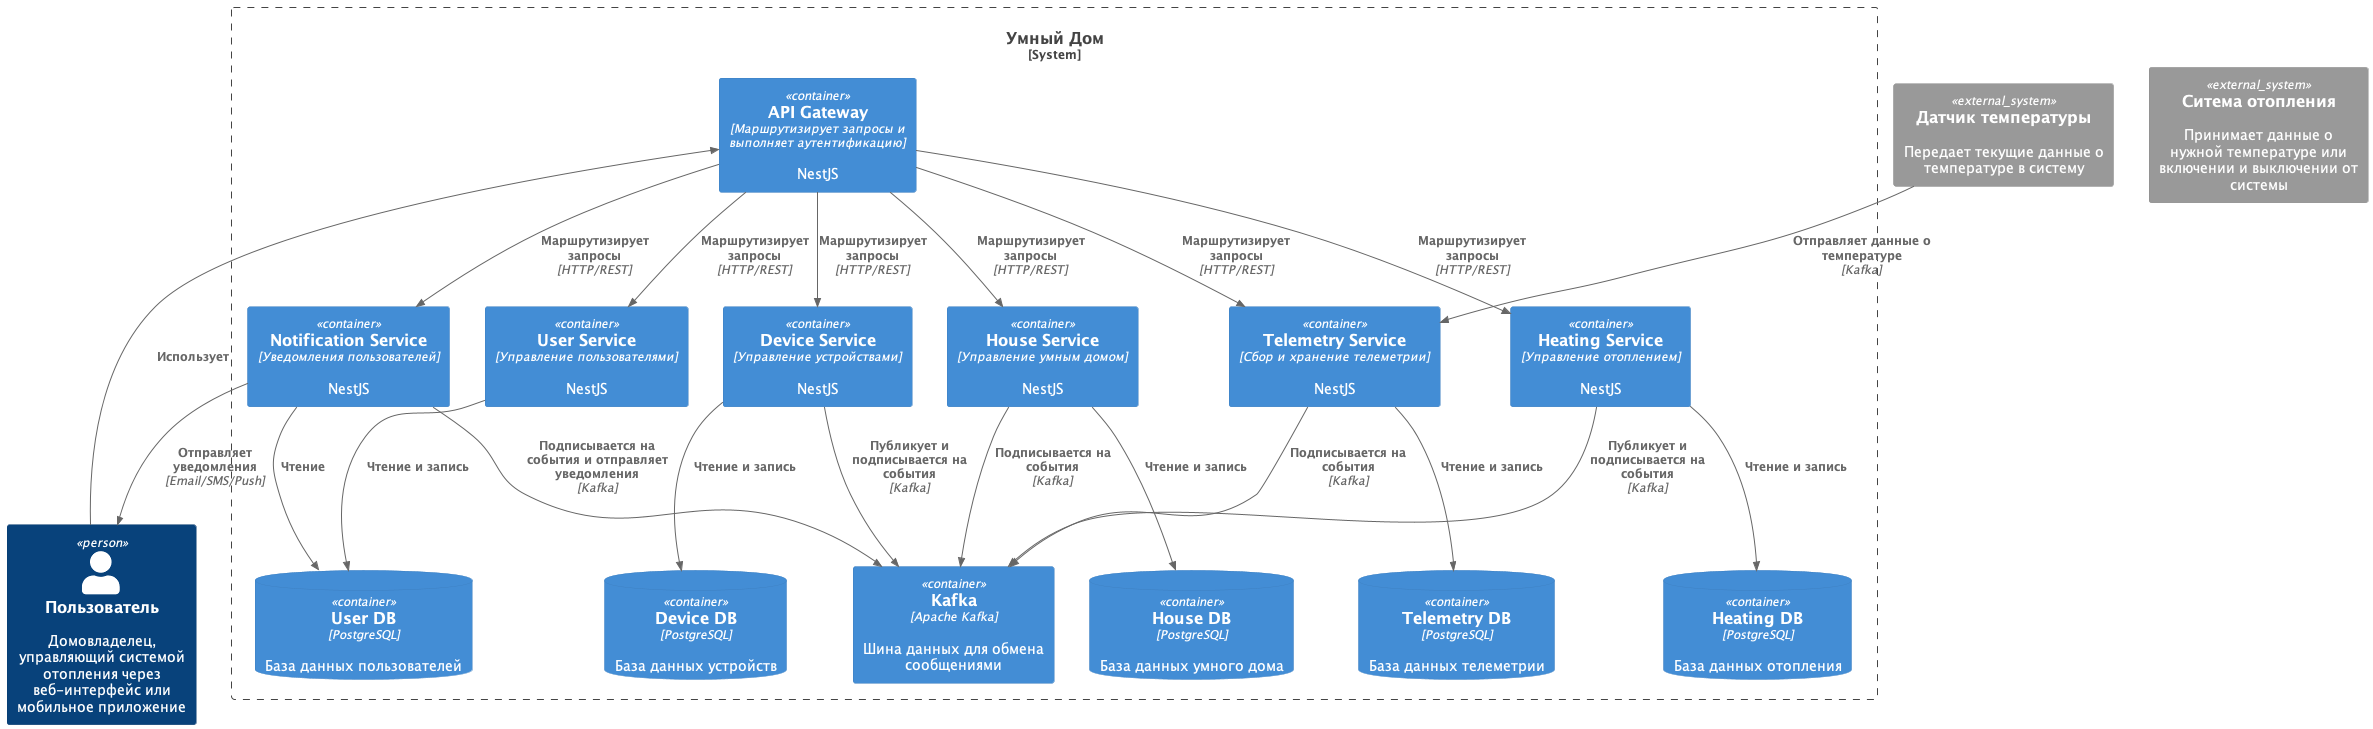 Умный Дом
[System]
«container»
API Gateway
[Маршрутизирует запросы и
выполняет аутентификацию]
NestJS
«external_system»
Датчик температуры
Передает текущие данные о
температуре в систему
«external_system»
Ситема отопления
Принимает данные о
нужной температуре или
включении и выключении от
системы
Маршрутизирует
запросы
[HTTP/REST]
Маршрутизирует
запросы
[HTTP/REST]
Маршрутизирует
запросы
[HTTP/REST]
Маршрутизирует
запросы
[HTTP/REST]
Маршрутизирует
запросы
[HTTP/REST]
Маршрутизирует
запросы
[HTTP/REST]
Отправляет данные о
температуре
[Kafka]
Использует
«container»
Notification Service
[Уведомления пользователей]
NestJS
«container»
User Service
[Управление пользователями]
NestJS
«container»
Device Service
[Управление устройствами]
NestJS
«container»
House Service
[Управление умным домом]
NestJS
«container»
Telemetry Service
[Сбор и хранение телеметрии]
NestJS
«container»
Heating Service
[Управление отоплением]
NestJS
Отправляет
уведомления
[Email/SMS/Push]
Чтение
Чтение и запись
Подписывается на
события и отправляет
уведомления
[Kafka]
Чтение и запись
Публикует и
подписывается на
события
[Kafka]
Подписывается на
события
[Kafka]
Чтение и запись
Подписывается на
события
[Kafka]
Чтение и запись
Публикует и
подписывается на
события
[Kafka]
Чтение и запись
«person»
Пользователь
Домовладелец,
управляющий системой
отопления через
веб-интерфейс или
мобильное приложение
«container»
User DB
[PostgreSQL]
База данных пользователей
«container»
Device DB
[PostgreSQL]
База данных устройств
«container»
Kafka
[Apache Kafka]
Шина данных для обмена
сообщениями
«container»
House DB
[PostgreSQL]
База данных умного дома
«container»
Telemetry DB
[PostgreSQL]
База данных телеметрии
«container»
Heating DB
[PostgreSQL]
База данных отопления